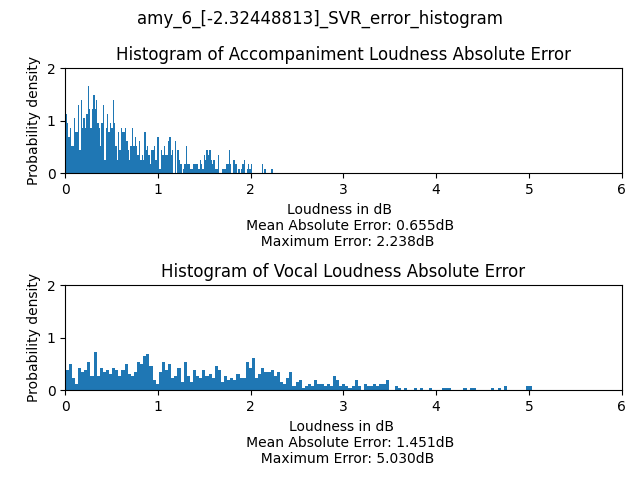 amy_6_[-2.32448813]_SVR_error_histogram
Histogram of Accompaniment Loudness Absolute Error
Probability density
2
1
0
0 1 2 3 4 5 6
Loudness in dB
Mean Absolute Error: 0.655dB
Maximum Error: 2.238dB
Histogram of Vocal Loudness Absolute Error
Probability density
2
1
0
0 1 2 3 4 5 6
Loudness in dB
Mean Absolute Error: 1.451dB
Maximum Error: 5.030dB